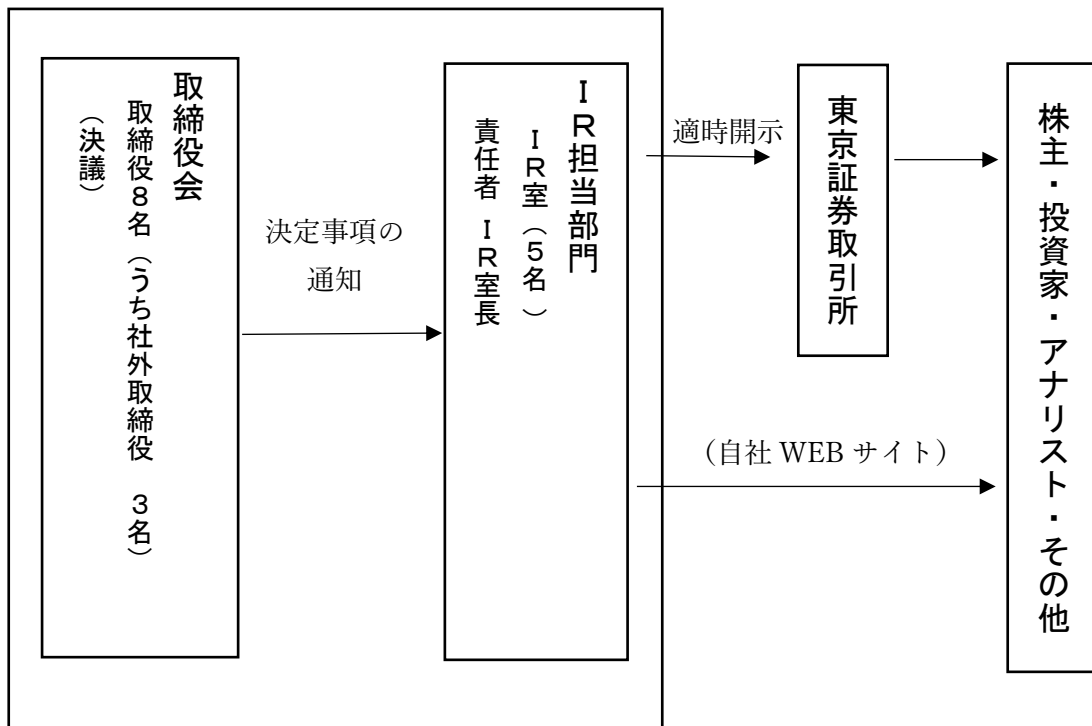 取締役会
取締役８名（うち社外取締役　３名）
（決議）
決定事項の
通知
ＩＲ担当部門
ＩＲ室（５名）
責任者　ＩＲ室長
適時開示
東京証券取引所
（自社 WEB サイト）
株主・投資家・アナリスト・その他